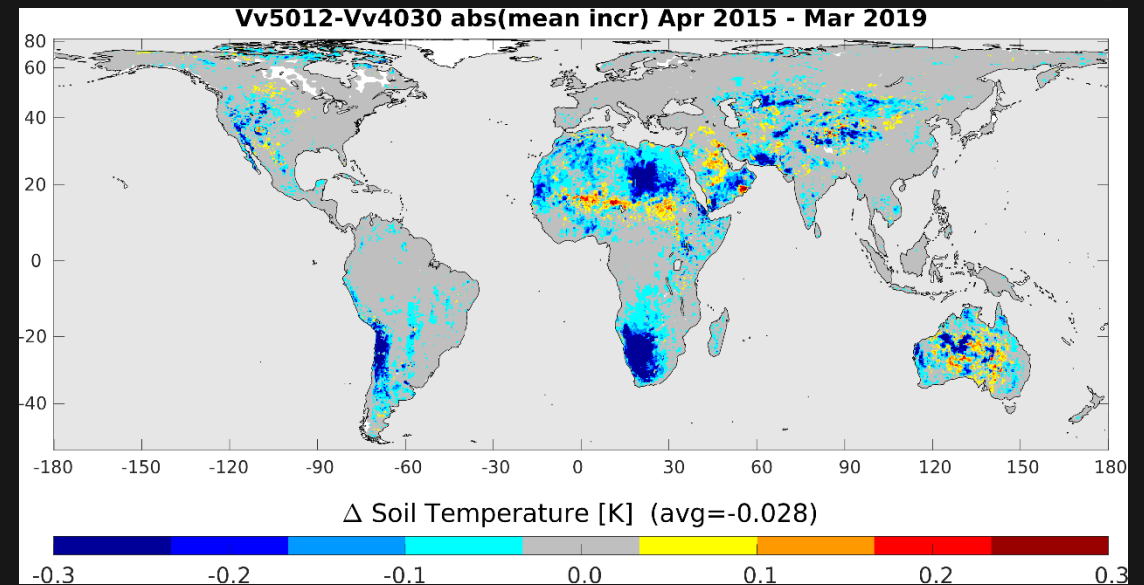 Vv5012-Vv4030 abs(mean incr) Apr 2015 - Mar 2019
80
60
40
20
0
-20
-40
-180 -150 -120 -90 -60 -30 0 30 60 90 120 150 180
Δ Soil Temperature [K] (avg=-0.028)
-0.3 -0.2 -0.1 0.0 0.1 0.2 0.3